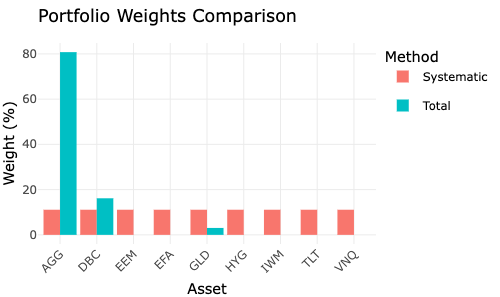 Portfolio Weights Comparison
Method
Systematic
Total
Weight (%)
80
60
40
20
0
AGG
DBC
EEM
EFA
GLD
HYG
IWM
TLT
VNQ
Asset